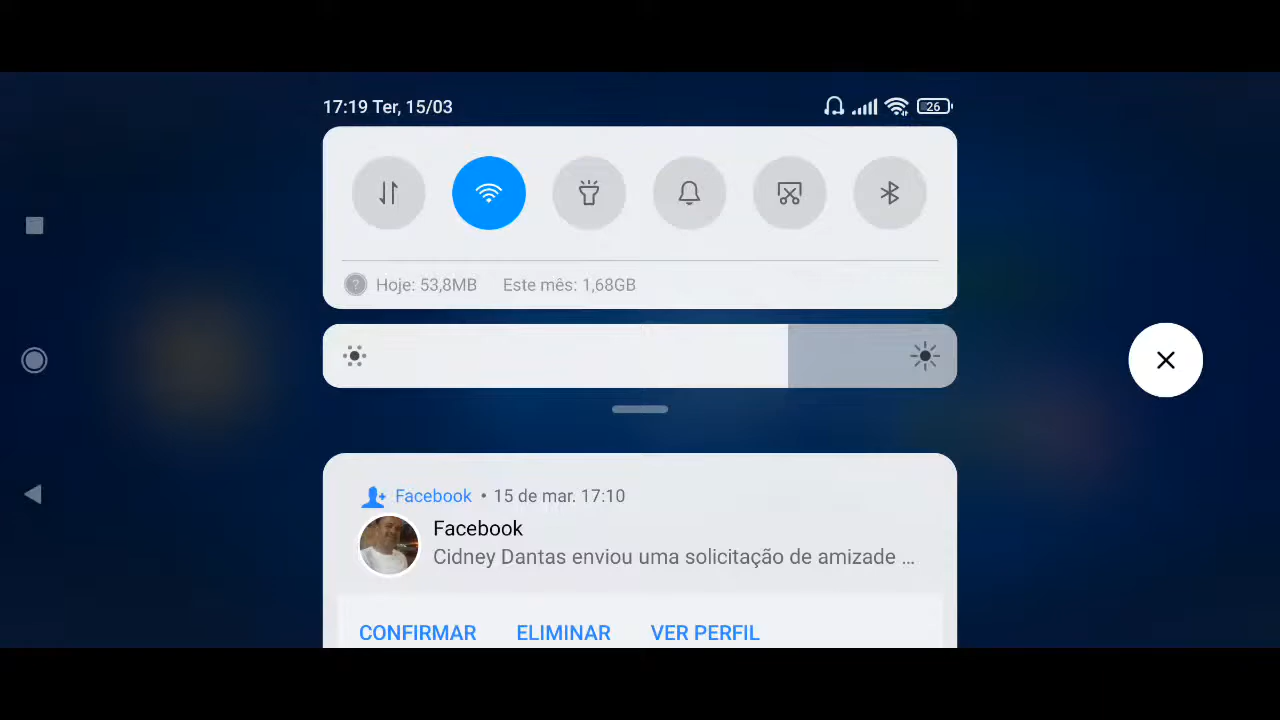 17:19 Ter, 15/03
26
Hoje: 53,8MB Este mês: 1,68GB
Facebook • 15 de mar. 17:10
Facebook
Cidney Dantas enviou uma solicitação de amizade ...
CONFIRMAR ELIMINAR VER PERFIL